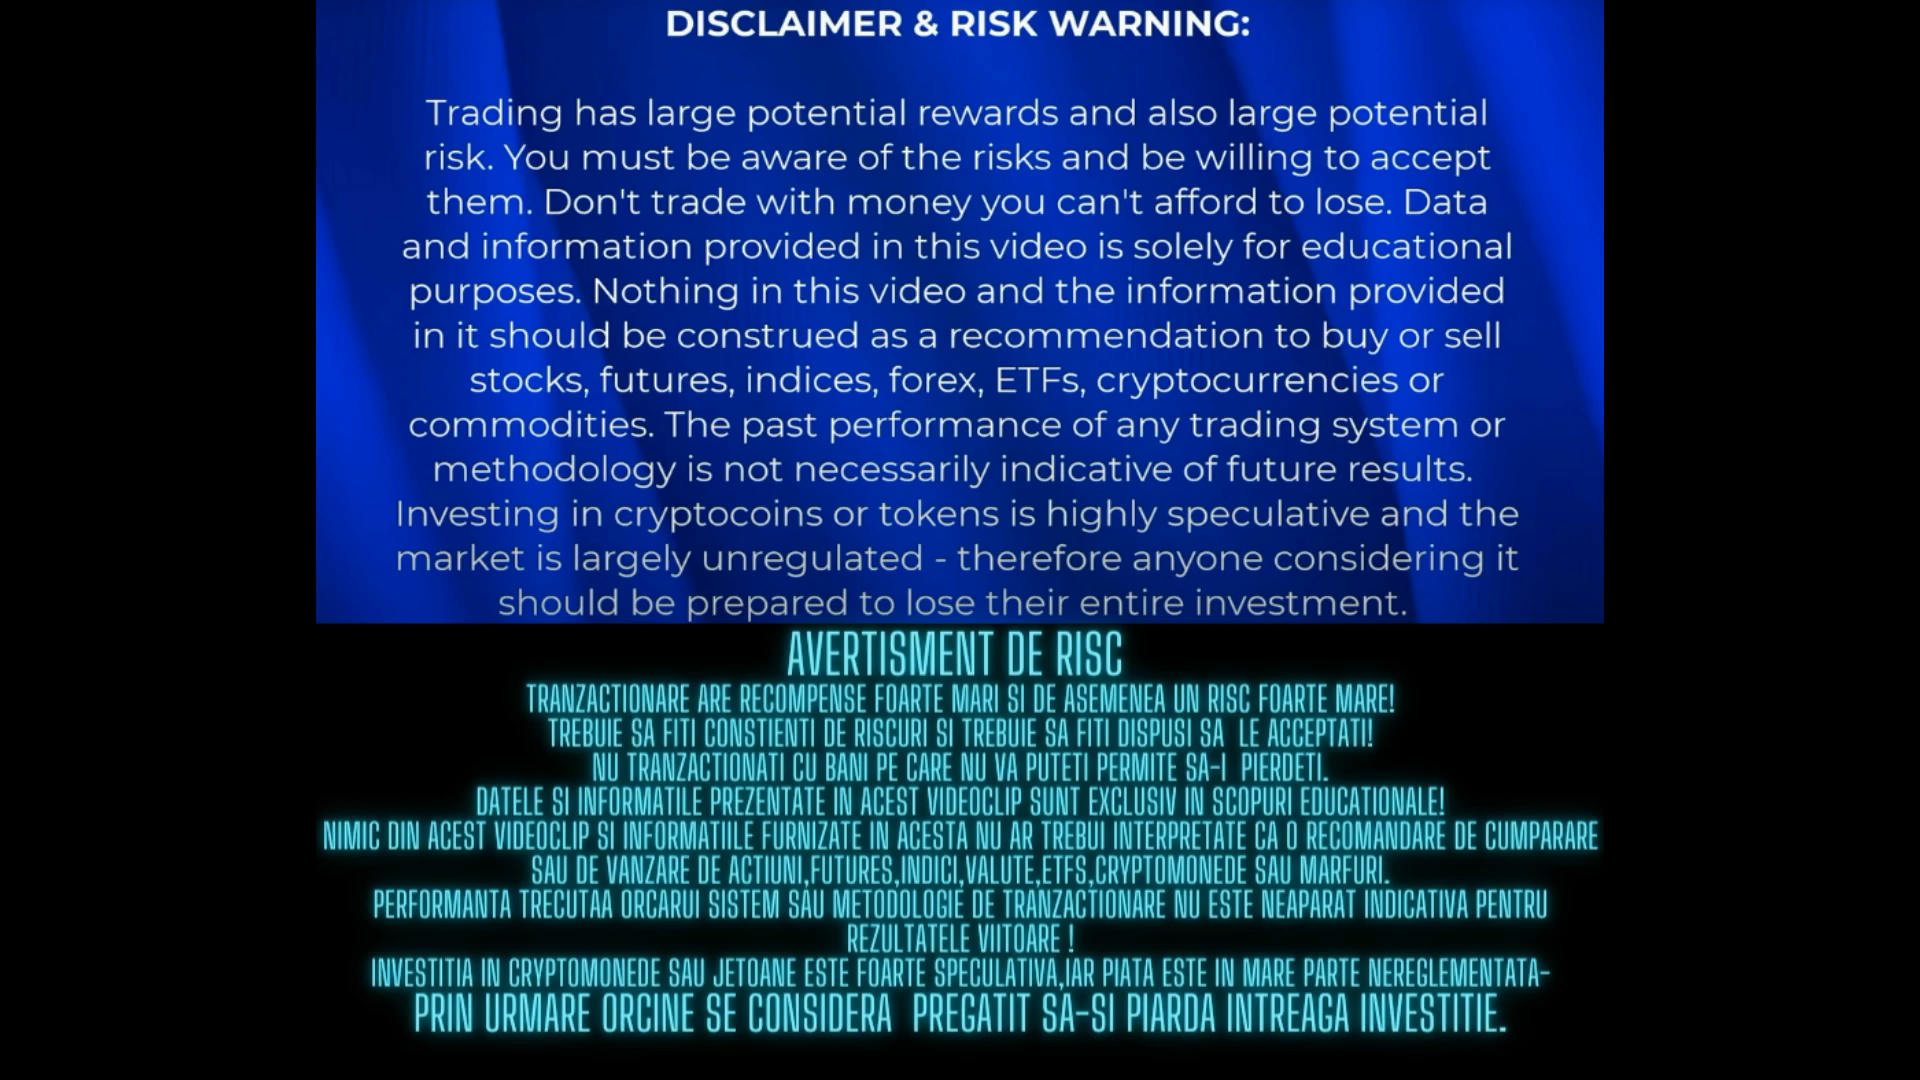 DISCLAIMER & RISK WARNING:
Trading has large potential rewards and also large potential
risk. You must be aware of the risks and be willing to accept
them. Don't trade with money you can't afford to lose. Data
and information provided in this video is solely for educational
purposes. Nothing in this video and the information provided
in it should be construed as a recommendation to buy or sell
stocks, futures, indices, forex, ETFs, cryptocurrencies or
commodities. The past performance of any trading system or
methodology is not necessarily indicative of future results.
Investing in cryptocoins or tokens is highly speculative and the
market is largely unregulated - therefore anyone considering it
should be prepared to lose their entire investment.
AVERTISMENT DE RISC
TRANZACTIONARE ARE RECOMPENSE FOARTE MARI SI DE ASEMENEA UN RISC FOARTE MARE!
TREBUIE SA FITI CONSTIENTI DE RISCURI SI TREBUIE SA FITI DISPUSI SA LE ACCEPTATI!
NU TRANZACTIONATI CU BANI PE CARE NU VA PUTETI PERMITE SA-I PIERDETI.
DATELE SI INFORMATILE PREZENTATE IN ACEST VIDEOCLIP SUNT EXCLUSIV IN SCOPURI EDUCATIONALE!
NIMIC DIN ACEST VIDEOCLIP SI INFORMATIILE FURNIZATE IN ACESTA NU AR TREBUI INTERPRETATE CA O RECOMANDARE DE CUMPARARE
SAU DE VANZARE DE ACTIUNI,FUTURES,INDICI,VALUTE,ETFS,CRYPTOMONEDE SAU MARFURI.
PERFORMANTA TRECUTAA ORCARUI SISTEM SAU METODOLOGIE DE TRANZACTIONARE NU ESTE NEAPARAT INDICATIVA PENTRU
REZULTATELE VIITOARE !
INVESTITIA IN CRYPTOMONEDE SAU JETOANE ESTE FOARTE SPECULATIVA,IAR PIATA ESTE IN MARE PARTE NEREGLEMENTATA-
PRIN URMARE ORCINE SE CONSIDERA PREGATIT SA-SI PIARDA INTREAGA INVESTITIE.